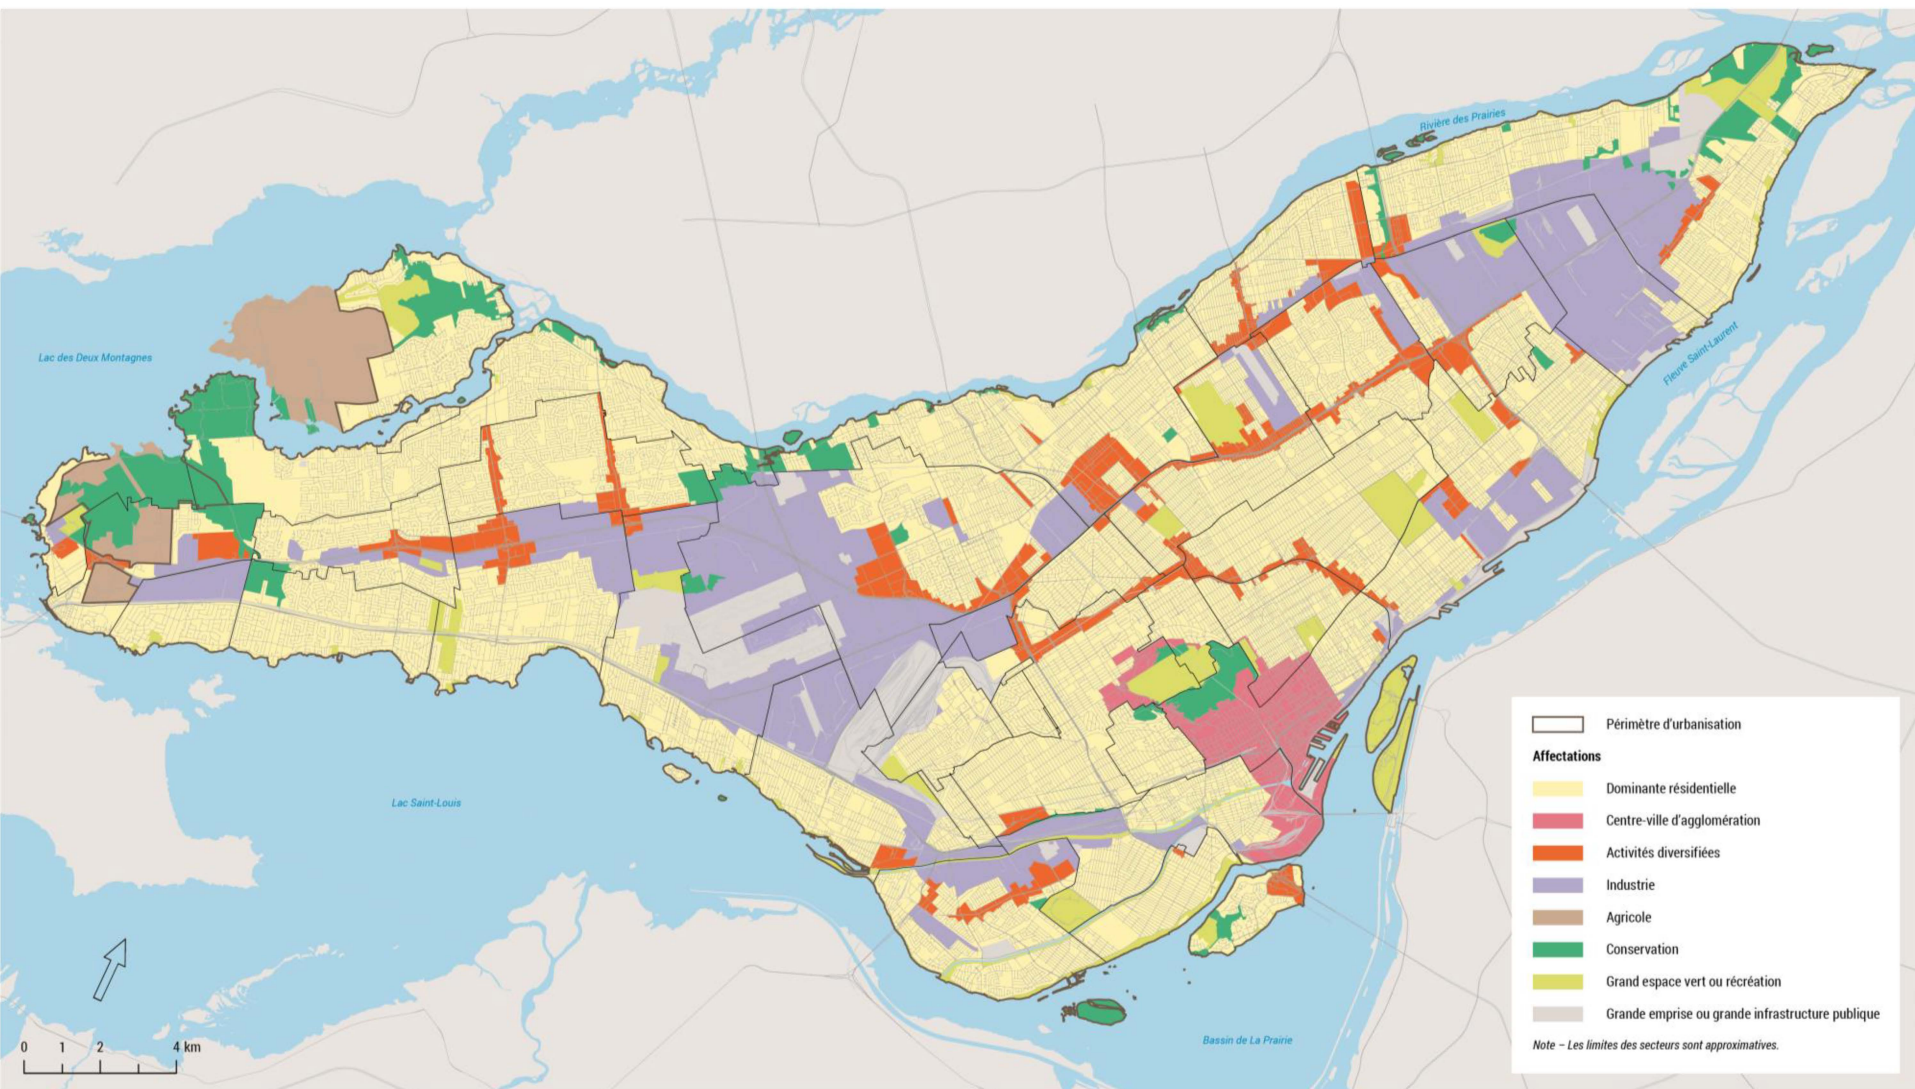 Rivière des Prairies
Lac des Deux Montagnes
Fleuve Saint-Laurent
Lac Saint-Louis
Bassin de La Prairie
0 1 2 4 km
Périmètre d'urbanisation
Affectations
Dominante résidentielle
Centre-ville d'agglomération
Activités diversifiées
Industrie
Agricole
Conservation
Grand espace vert ou récréation
Grande emprise ou grande infrastructure publique
Note – Les limites des secteurs sont approximatives.